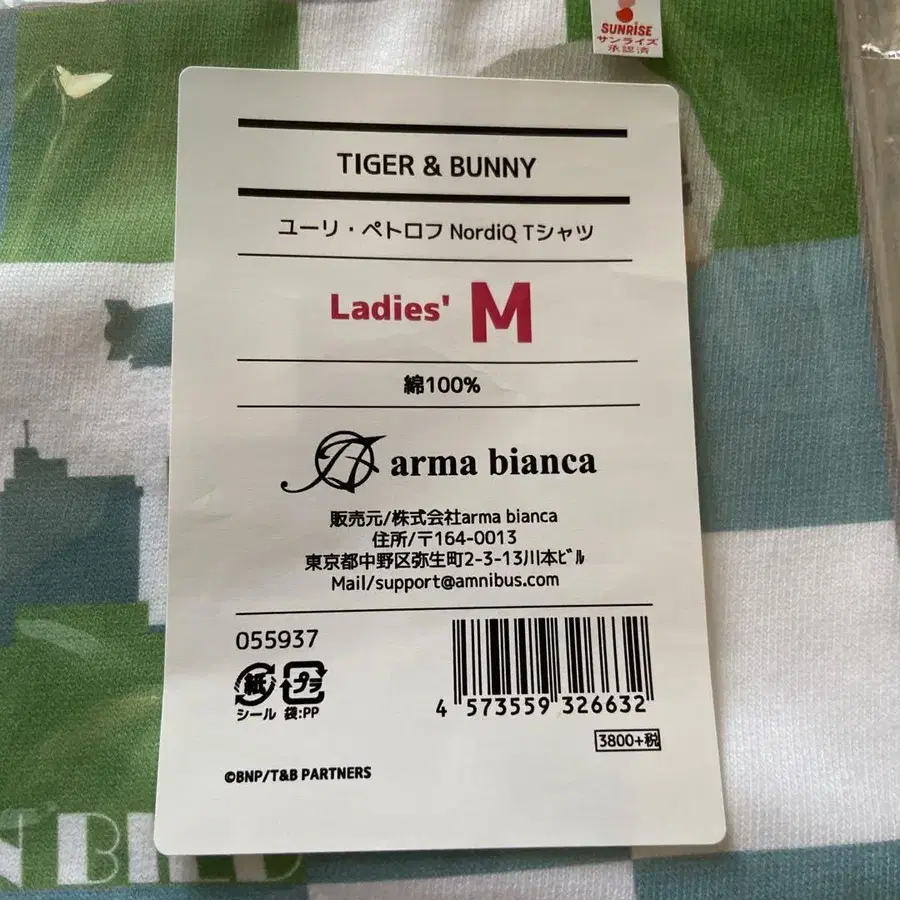 SUNRISE
サンライズ
承認済
TIGER & BUNNY
ユーリ・ペトロフ NordiQ Tシャツ
Ladies' M
綿100%
arma bianca
販売元/株式会社arma bianca
住所/〒164-0013
東京都中野区弥生町2-3-13川本ﾋﾞﾙ
Mail/support@amnibus.com
055937
紙 プラ
シール 袋:PP
4 573559 326632
3800+税
©BNP/T&B PARTNERS